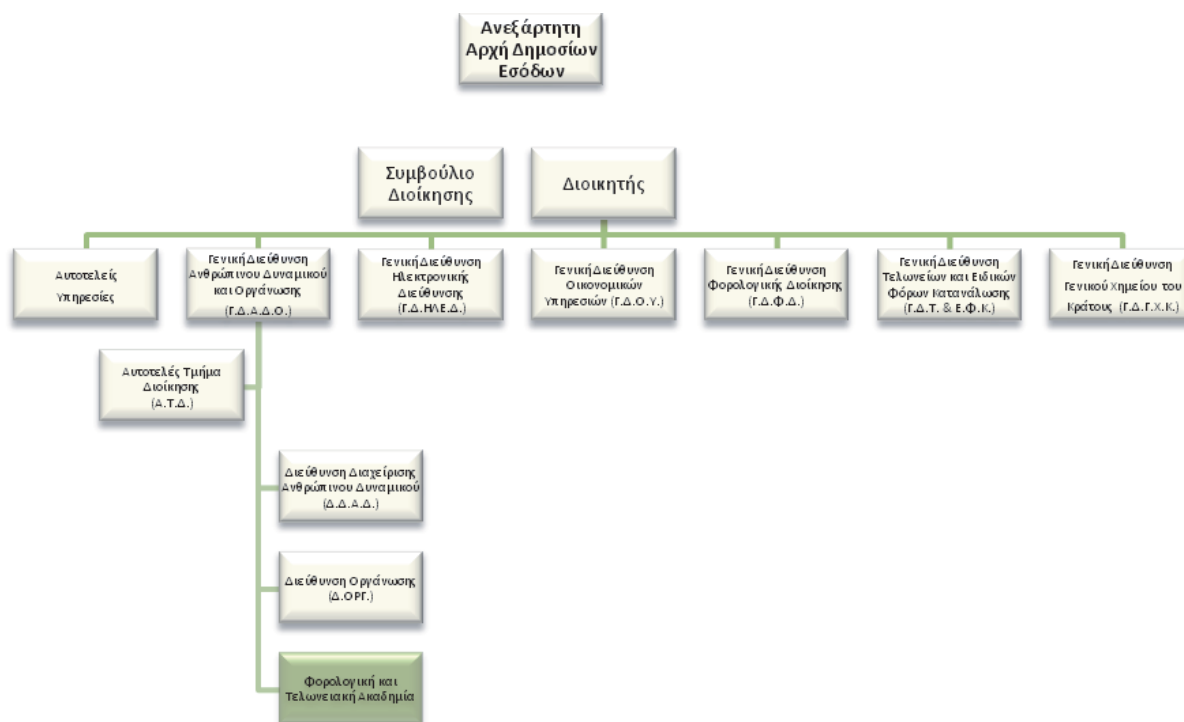 Ανεξάρτητη
Αρχή Δημοσίων
Εσόδων
Συμβούλιο
Διοίκησης
Διοικητής
Αυτοτελείς
Υπηρεσίες
Γενική Διεύθυνση
Ανθρώπινου Δυναμικού
και Οργάνωσης
(Γ.Δ.Α.Δ.Ο.)
Γενική Διεύθυνση
Ηλεκτρονικής
Διεύθυνσης
(Γ.Δ.ΗΛΕ.Δ.)
Γενική Διεύθυνση
Οικονομικών
Υπηρεσιών (Γ.Δ.Ο.Υ.)
Γενική Διεύθυνση
Φορολογικής Διοίκησης
(Γ.Δ.Φ.Δ.)
Γενική Διεύθυνση
Τελωνείων και Ειδικών
Φόρων Κατανάλωσης
(Γ.Δ.Τ. & Ε.Φ.Κ.)
Γενική Διεύθυνση
Γενικού Χημείου του
Κράτους (Γ.Δ.Γ.Χ.Κ.)
Αυτοτελές Τμήμα
Διοίκησης
(Α.Τ.Δ.)
Διεύθυνση Διαχείρισης
Ανθρώπινου Δυναμικού
(Δ.Δ.Α.Δ.)
Διεύθυνση Οργάνωσης
(Δ.ΟΡΓ.)
Φορολογική και
Τελωνειακή Ακαδημία